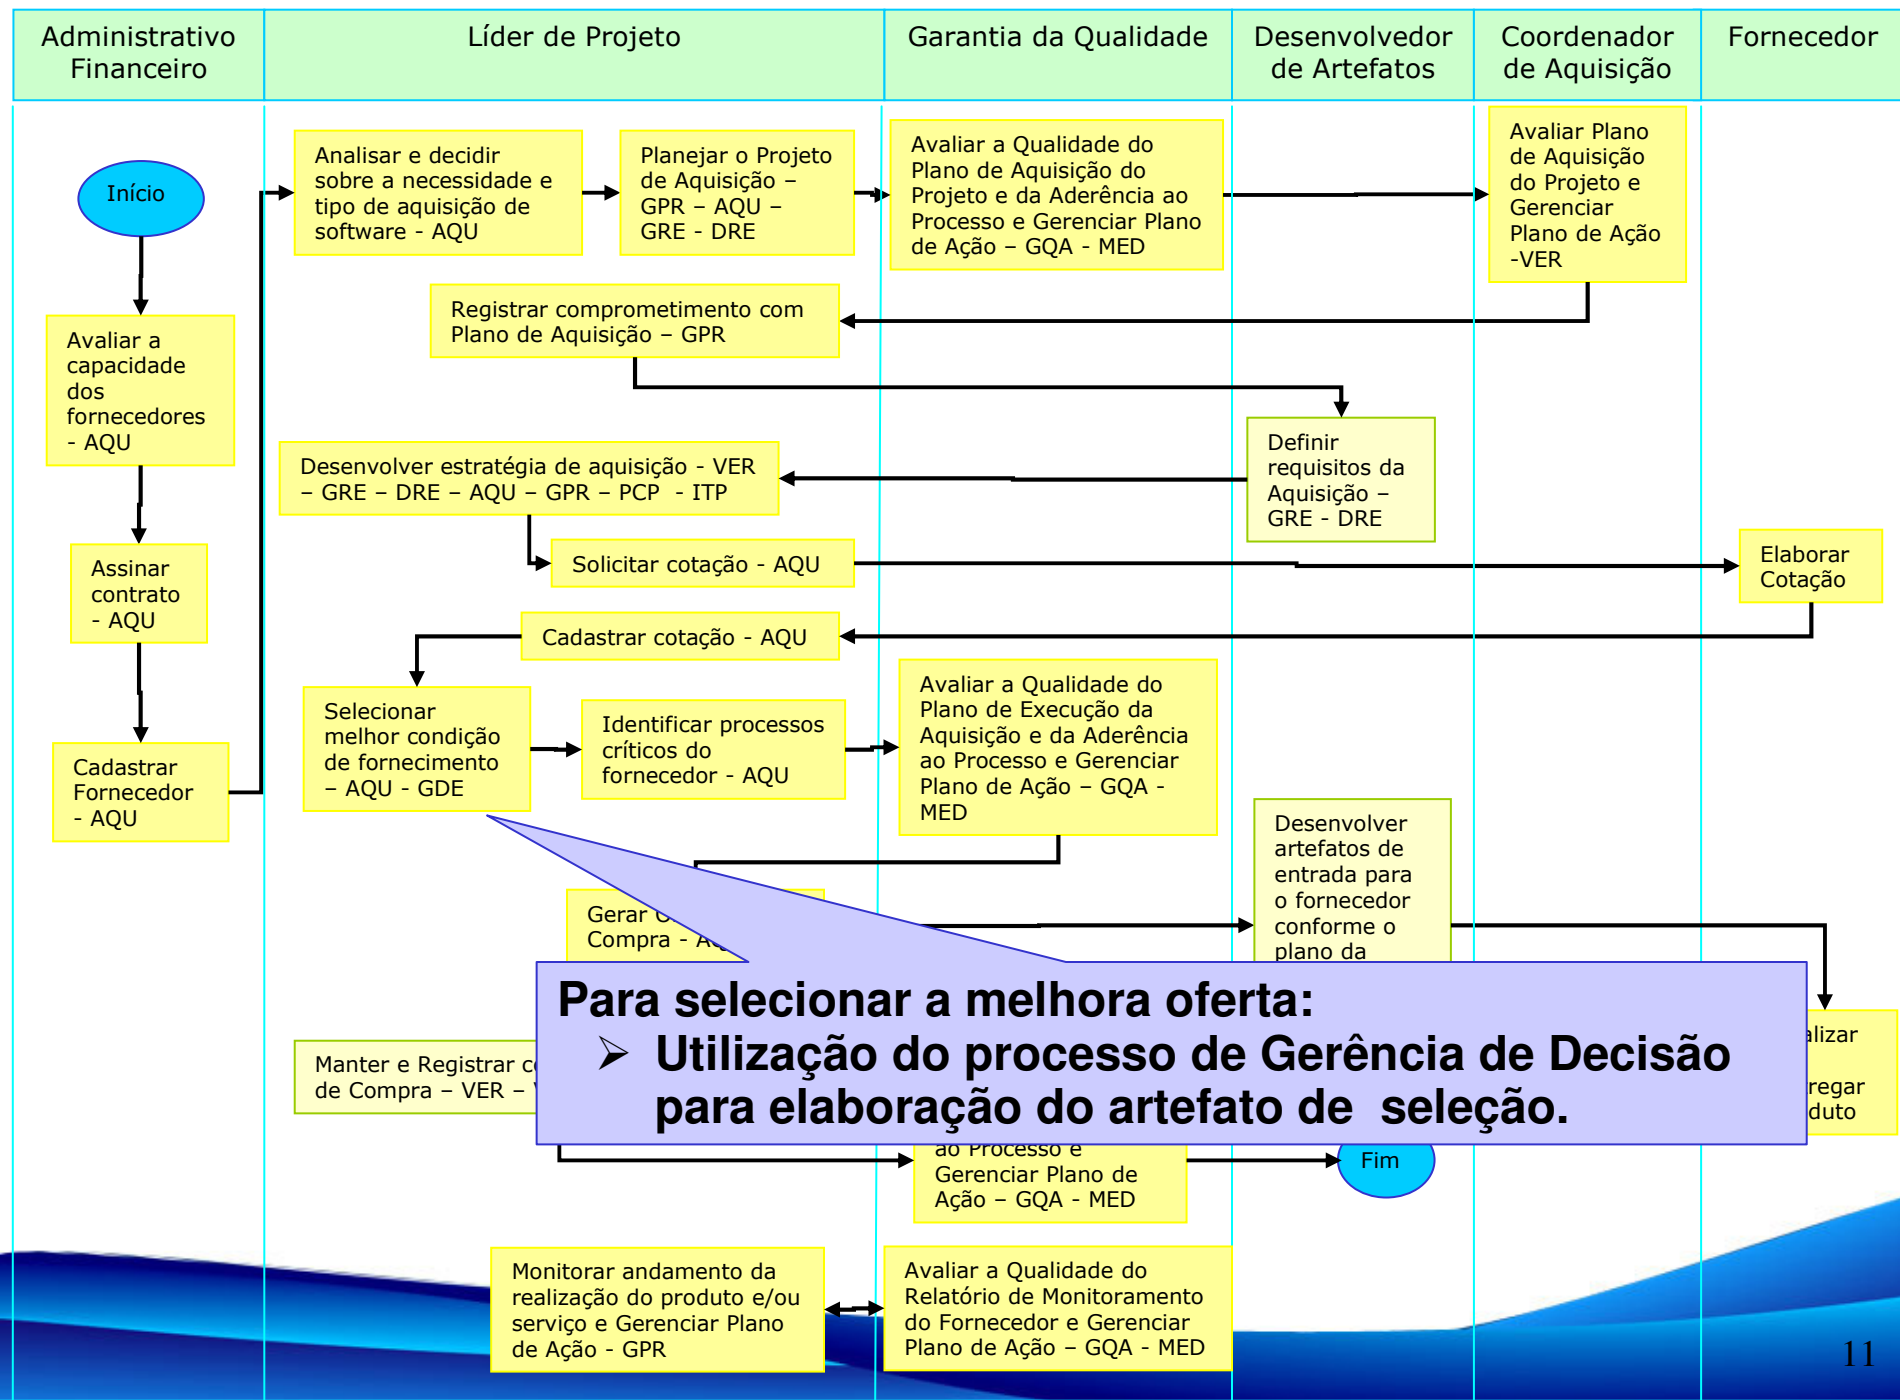 Administrativo
Financeiro
Líder de Projeto
Garantia da Qualidade
Desenvolvedor
de Artefatos
Coordenador
de Aquisição
Fornecedor
Início
Analisar e decidir
sobre a necessidade e
tipo de aquisição de
software - AQU
Planejar o Projeto
de Aquisição –
GPR – AQU –
GRE - DRE
Avaliar a Qualidade do
Plano de Aquisição do
Projeto e da Aderência ao
Processo e Gerenciar Plano
de Ação – GQA - MED
Avaliar Plano
de Aquisição
do Projeto e
Gerenciar
Plano de Ação
-VER
Registrar comprometimento com
Plano de Aquisição – GPR
Avaliar a
capacidade
dos
fornecedores
- AQU
Definir
requisitos da
Aquisição –
GRE - DRE
Desenvolver estratégia de aquisição - VER
– GRE – DRE – AQU – GPR – PCP - ITP
Assinar
contrato
- AQU
Solicitar cotação - AQU
Elaborar
Cotação
Cadastrar cotação - AQU
Selecionar
melhor condição
de fornecimento
– AQU - GDE
Identificar processos
críticos do
fornecedor - AQU
Avaliar a Qualidade do
Plano de Execução da
Aquisição e da Aderência
ao Processo e Gerenciar
Plano de Ação – GQA -
MED
Cadastrar
Fornecedor
- AQU
Desenvolver
artefatos de
entrada para
o fornecedor
conforme o
plano da
Gerar
Compra -
Para selecionar a melhora oferta:
➢ Utilização do processo de Gerência de Decisão
para elaboração do artefato de seleção.
Manter e Registrar
de Compra – VER –
ao Processo e
Gerenciar Plano de
Ação – GQA - MED
Fim
Monitorar andamento da
realização do produto e/ou
serviço e Gerenciar Plano
de Ação - GPR
Avaliar a Qualidade do
Relatório de Monitoramento
do Fornecedor e Gerenciar
Plano de Ação – GQA - MED
11